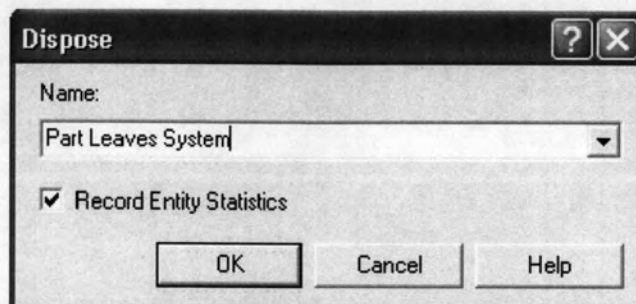 Dispose
Name:
Part Leaves System
Record Entity Statistics
OK Cancel Help